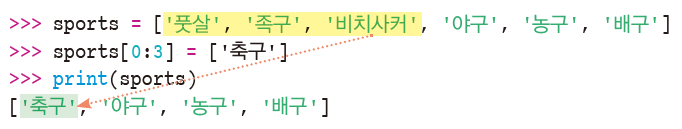 >>> sports = ['풋살', '족구', '비치사커', '야구', '농구', '배구']
>>> sports[0:3] = ['축구']
>>> print(sports)
['축구', '야구', '농구', '배구']